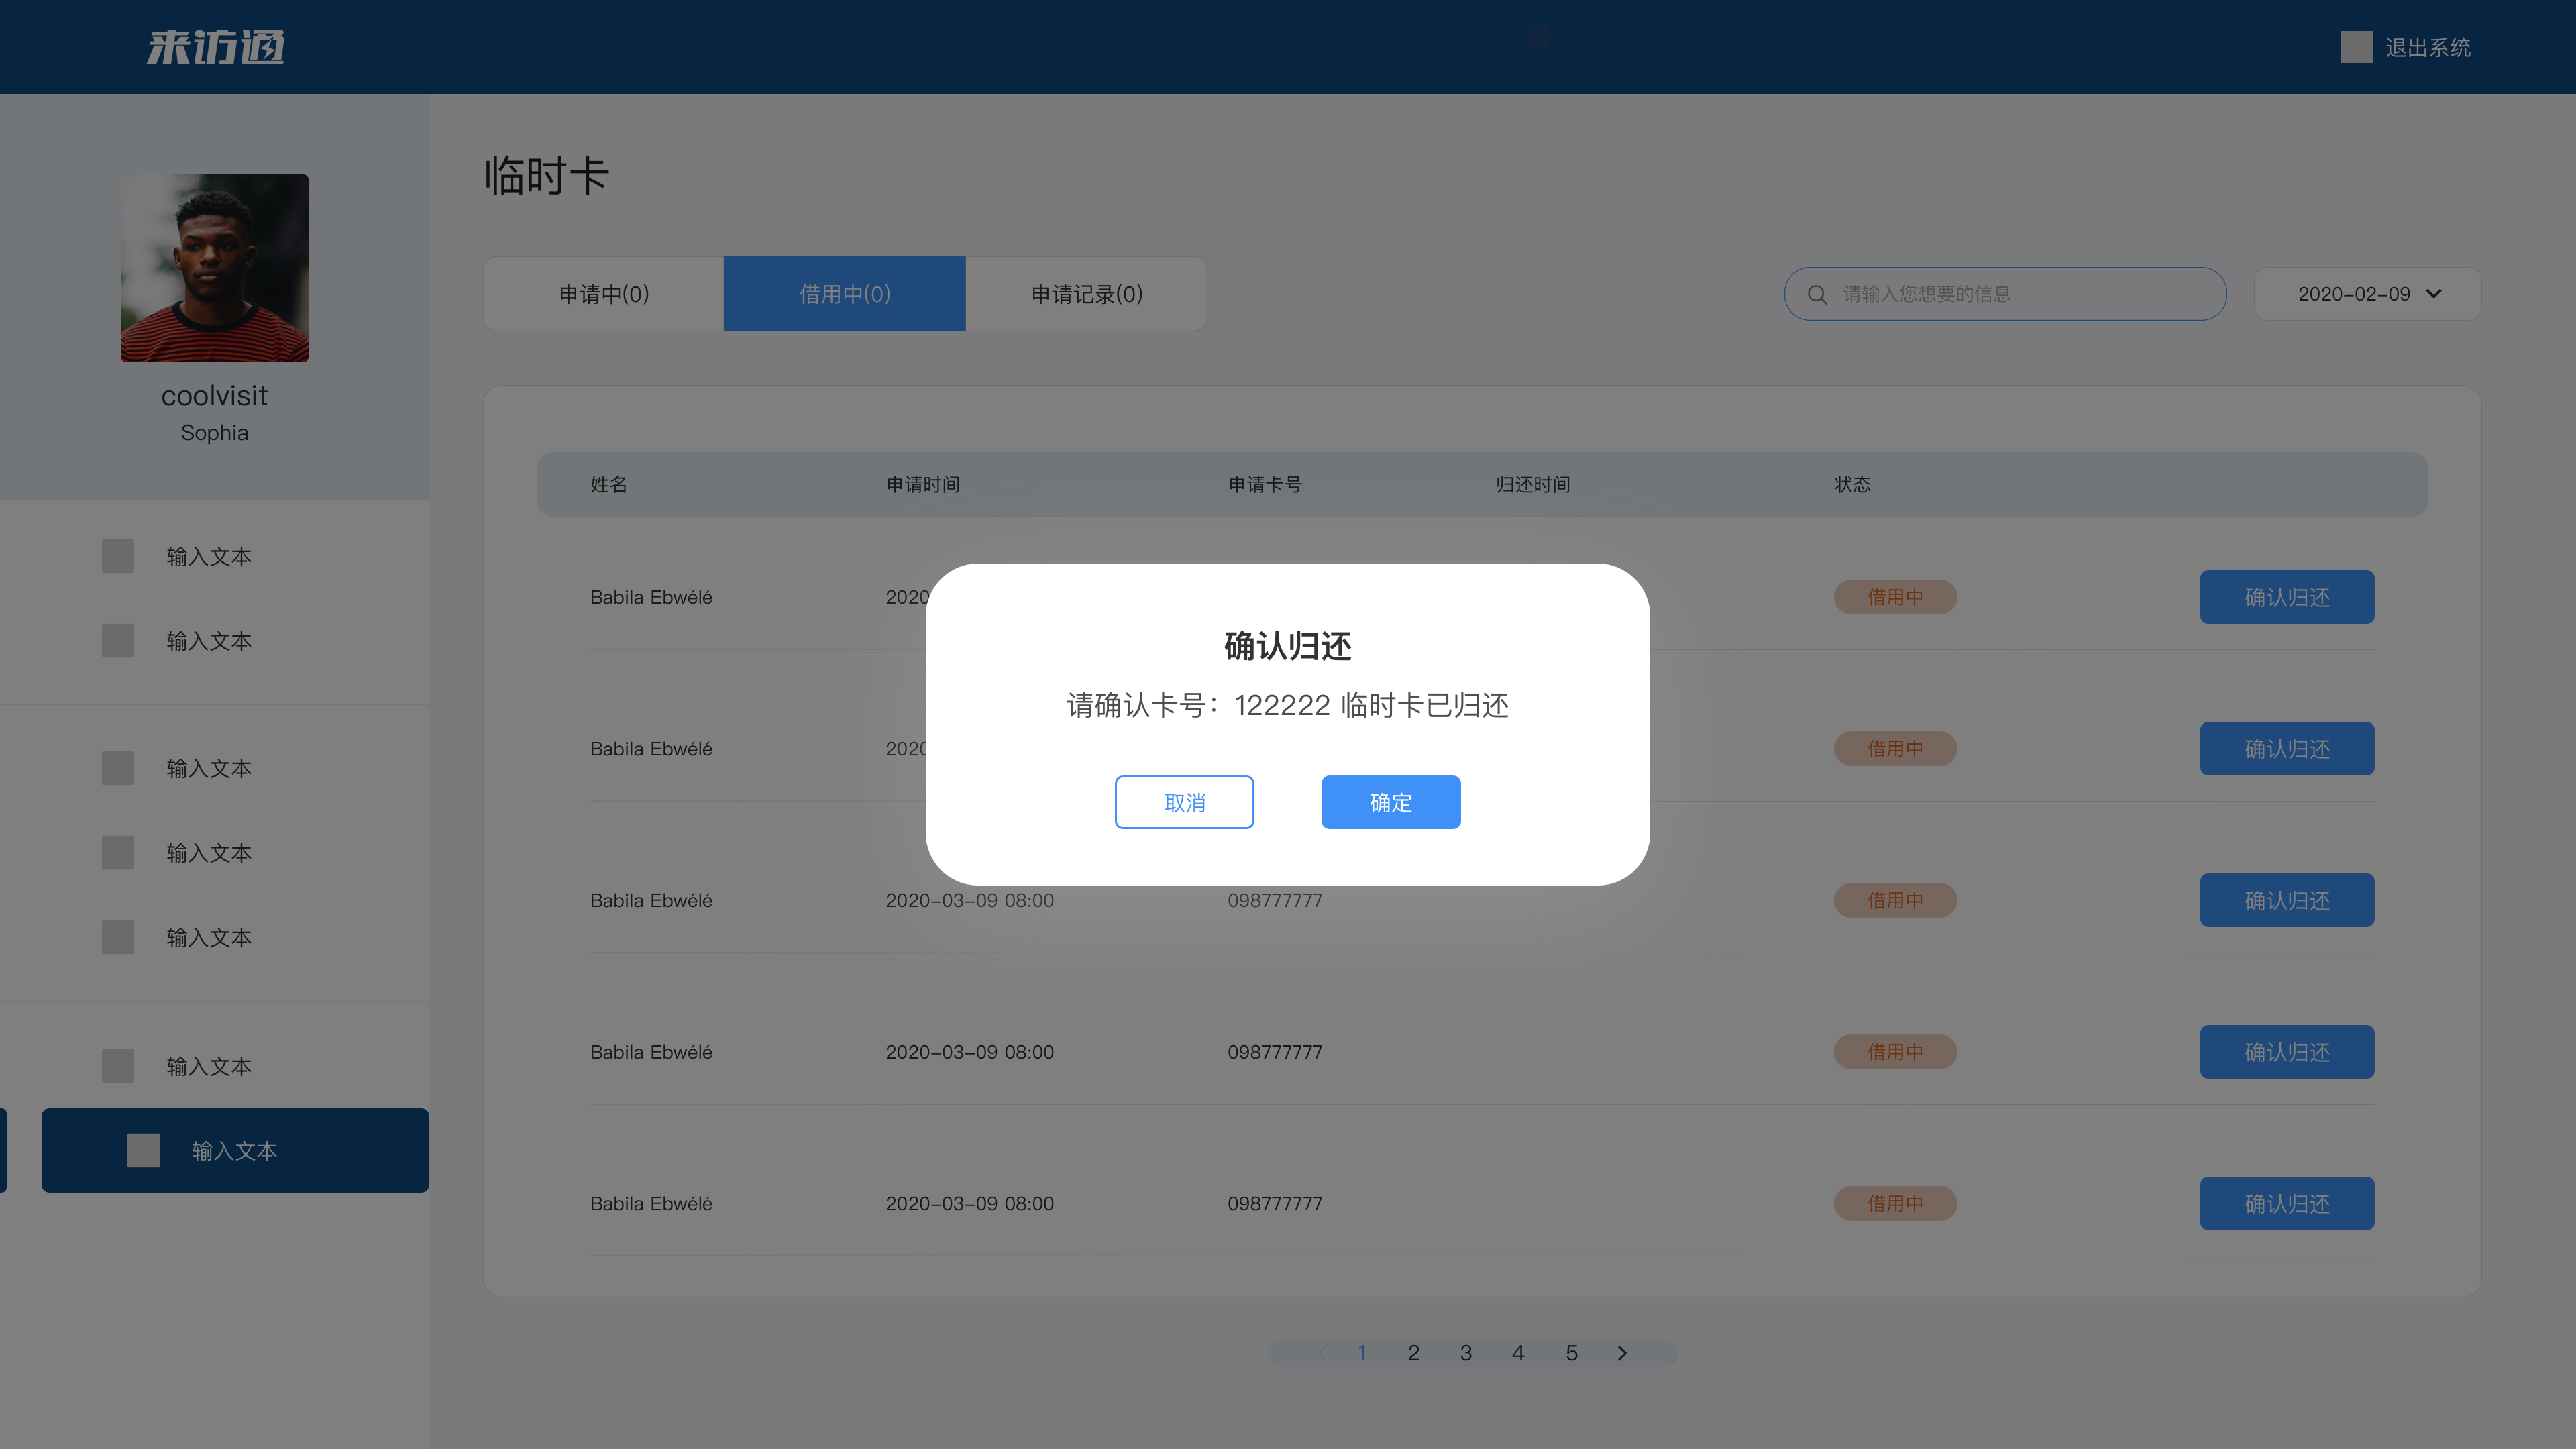 来访通
退出系统
coolvisit
Sophia
输入文本
输入文本
输入文本
输入文本
输入文本
输入文本
输入文本
临时卡
申请中(0)
借用中(0)
申请记录(0)
请输入您想要的信息
2020-02-09
姓名 申请时间 申请卡号 归还时间 状态
Babila Ebwélé 2020 借用中 确认归还
Babila Ebwélé 借用中 确认归还
Babila Ebwélé 2020-03-09 08:00 098777777 借用中 确认归还
Babila Ebwélé 2020-03-09 08:00 098777777 借用中 确认归还
Babila Ebwélé 2020-03-09 08:00 098777777 借用中 确认归还
确认归还
请确认卡号：122222 临时卡已归还
取消
确定
1 2 3 4 5